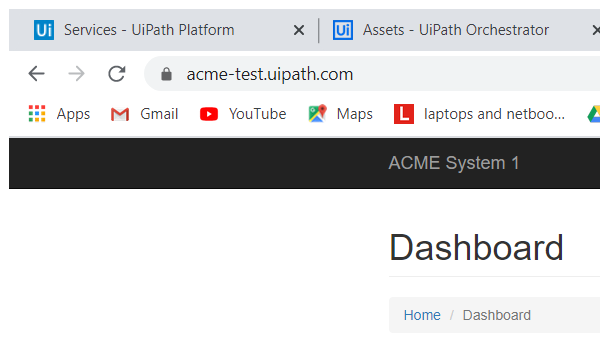 Ui Services - UiPath Platform Ui Assets - UiPath Orchestrator
acme-test.uipath.com
Apps Gmail YouTube Maps L laptops and netboo...
ACME System 1
Dashboard
Home / Dashboard